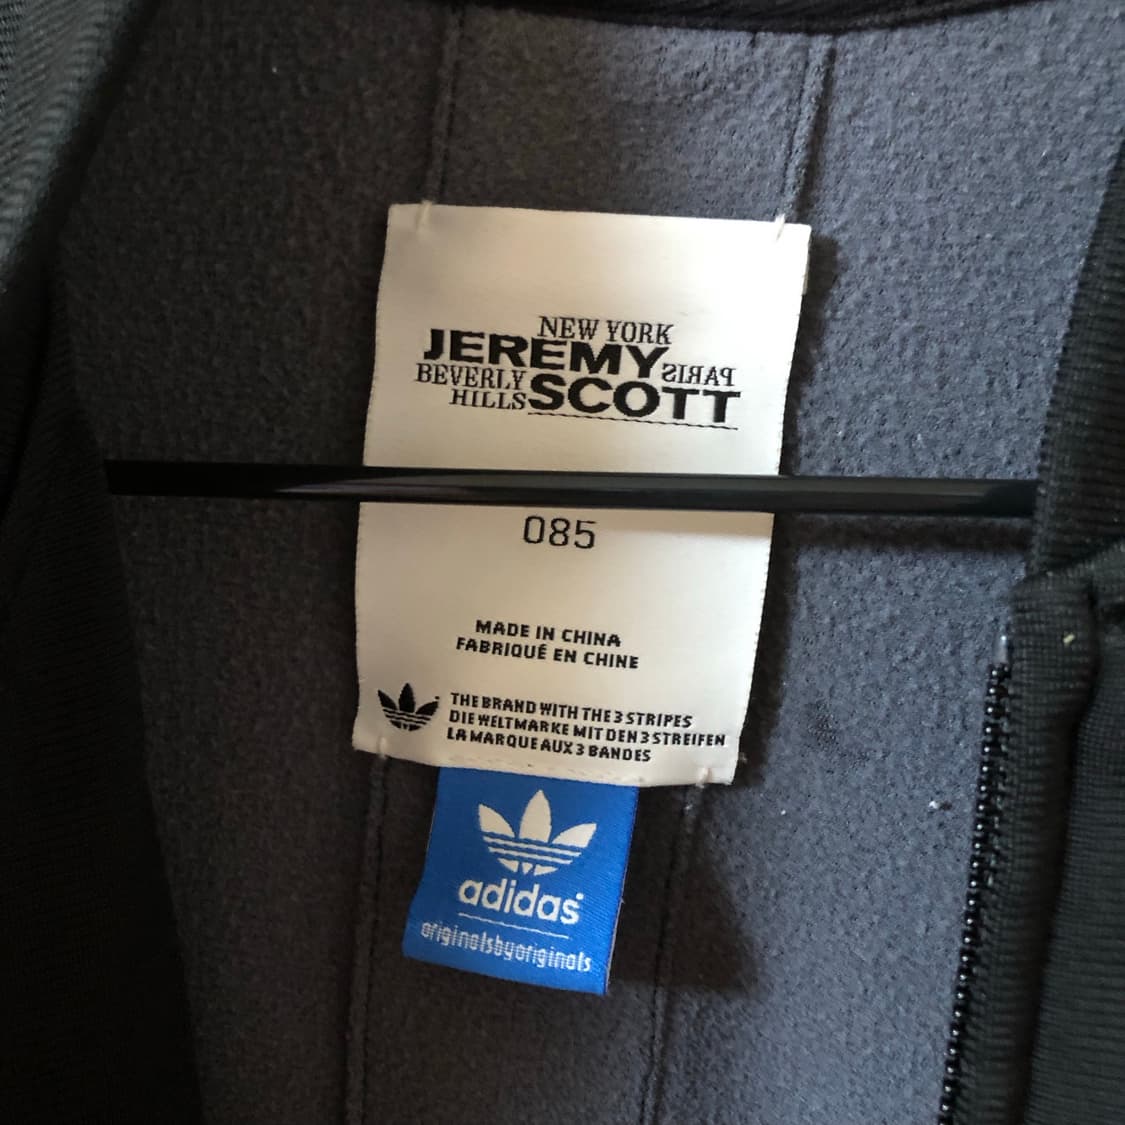 NEW YORK
JEREMY
PARIS
BEVERLY
HILLS
SCOTT
085
MADE IN CHINA
FABRIQUÉ EN CHINE
THE BRAND WITH THE 3 STRIPES
DIE WELTMARKE MIT DEN 3 STREIFEN
LA MARQUE AUX 3 BANDES
adidas
originalsbyoriginals